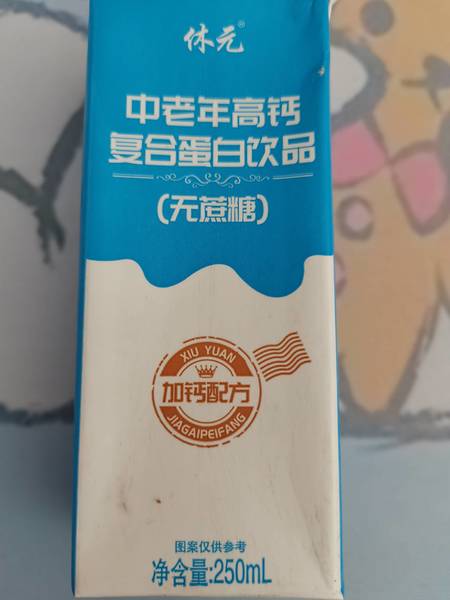 休元®
中老年高钙
复合蛋白饮品
(无蔗糖)
XIU YUAN
加钙配方
JIAGAIPEIFANG
图案仅供参考
净含量:250mL